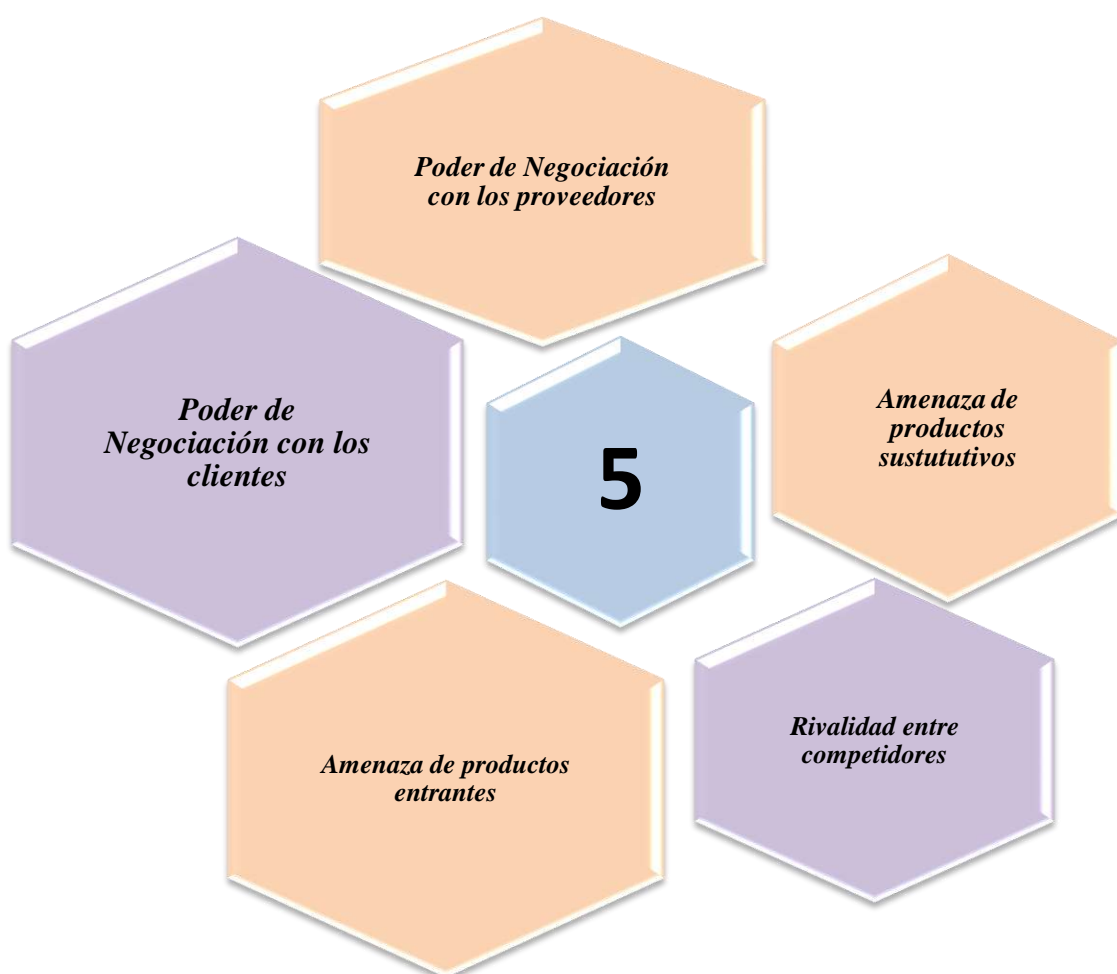 Poder de Negociación
con los proveedores
Poder de
Negociación con los
clientes
5
Amenaza de
productos
sustututivos
Amenaza de productos
entrantes
Rivalidad entre
competidores